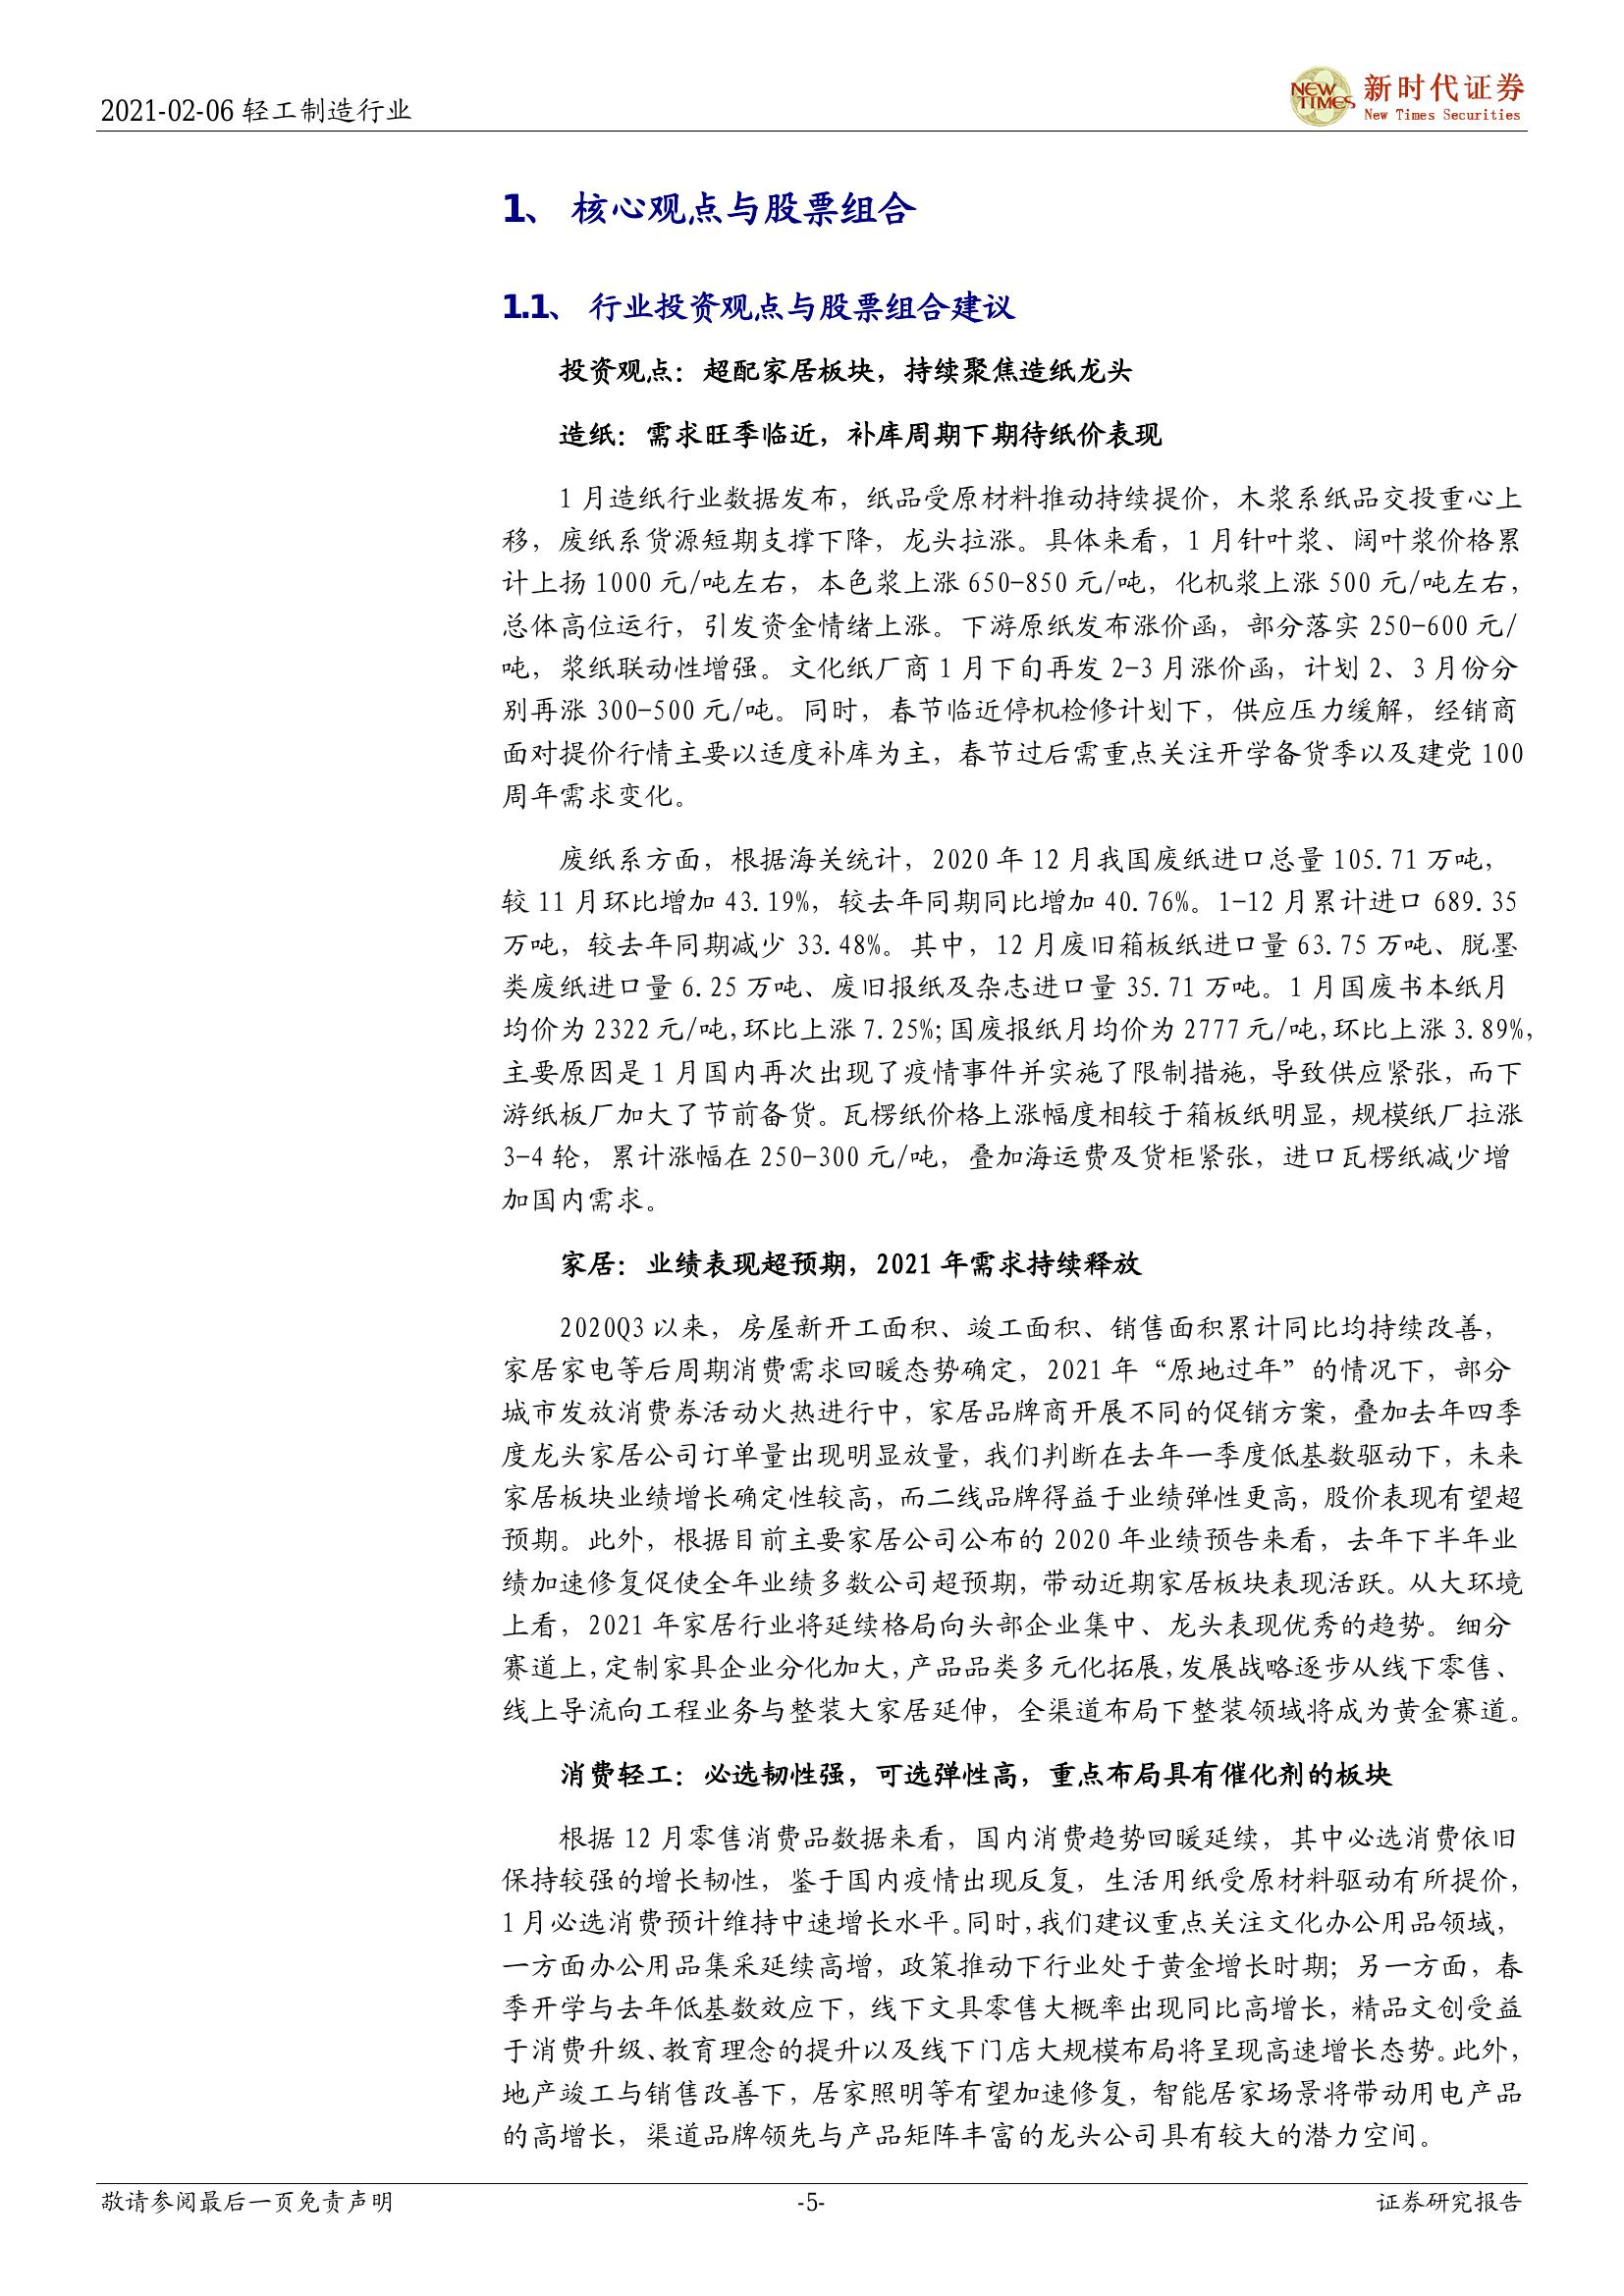 2021-02-06 轻工制造行业
NEW TIMES 新时代证券
New Times Securities
1、 核心观点与股票组合
1.1、 行业投资观点与股票组合建议
投资观点：超配家居板块，持续聚焦造纸龙头
造纸：需求旺季临近，补库周期下期待纸价表现
1 月造纸行业数据发布，纸品受原材料推动持续提价，木浆系纸品交投重心上
移，废纸系货源短期支撑下降，龙头拉涨。具体来看，1 月针叶浆、阔叶浆价格累
计上扬 1000 元/吨左右，本色浆上涨 650-850 元/吨，化机浆上涨 500 元/吨左右，
总体高位运行，引发资金情绪上涨。下游原纸发布涨价函，部分落实 250-600 元/
吨，浆纸联动性增强。文化纸厂商 1 月下旬再发 2-3 月涨价函，计划 2、3 月份分
别再涨 300-500 元/吨。同时，春节临近停机检修计划下，供应压力缓解，经销商
面对提价行情主要以适度补库为主，春节过后需重点关注开学备货季以及建党 100
周年需求变化。
废纸系方面，根据海关统计，2020 年 12 月我国废纸进口总量 105.71 万吨，
较 11 月环比增加 43.19%，较去年同期同比增加 40.76%。1-12 月累计进口 689.35
万吨，较去年同期减少 33.48%。其中，12 月废旧箱板纸进口量 63.75 万吨、脱墨
类废纸进口量 6.25 万吨、废旧报纸及杂志进口量 35.71 万吨。1 月国废书本纸月
均价为 2322 元/吨，环比上涨 7.25%；国废报纸月均价为 2777 元/吨，环比上涨 3.89%，
主要原因是 1 月国内再次出现了疫情事件并实施了限制措施，导致供应紧张，而下
游纸板厂加大了节前备货。瓦楞纸价格上涨幅度相较于箱板纸明显，规模纸厂拉涨
3-4 轮，累计涨幅在 250-300 元/吨，叠加海运费及货柜紧张，进口瓦楞纸减少增
加国内需求。
家居：业绩表现超预期，2021 年需求持续释放
2020Q3 以来，房屋新开工面积、竣工面积、销售面积累计同比均持续改善，
家居家电等后周期消费需求回暖态势确定，2021 年“原地过年”的情况下，部分
城市发放消费券活动火热进行中，家居品牌商开展不同的促销方案，叠加去年四季
度龙头家居公司订单量出现明显放量，我们判断在去年一季度低基数驱动下，未来
家居板块业绩增长确定性较高，而二线品牌得益于业绩弹性更高，股价表现有望超
预期。此外，根据目前主要家居公司公布的 2020 年业绩预告来看，去年下半年业
绩加速修复促使全年业绩多数公司超预期，带动近期家居板块表现活跃。从大环境
上看，2021 年家居行业将延续格局向头部企业集中、龙头表现优秀的趋势。细分
赛道上，定制家具企业分化加大，产品品类多元化拓展，发展战略逐步从线下零售、
线上导流向工程业务与整装大家居延伸，全渠道布局下整装领域将成为黄金赛道。
消费轻工：必选韧性强，可选弹性高，重点布局具有催化剂的板块
根据 12 月零售消费品数据来看，国内消费趋势回暖延续，其中必选消费依旧
保持较强的增长韧性，鉴于国内疫情出现反复，生活用纸受原材料驱动有所提价，
1 月必选消费预计维持中速增长水平。同时，我们建议重点关注文化办公用品领域，
一方面办公用品集采延续高增，政策推动下行业处于黄金增长时期；另一方面，春
季开学与去年低基数效应下，线下文具零售大概率出现同比高增长，精品文创受益
于消费升级、教育理念的提升以及线下门店大规模布局将呈现高速增长态势。此外，
地产竣工与销售改善下，居家照明等有望加速修复，智能居家场景将带动用电产品
的高增长，渠道品牌领先与产品矩阵丰富的龙头公司具有较大的潜力空间。
敬请参阅最后一页免责声明 -5- 证券研究报告